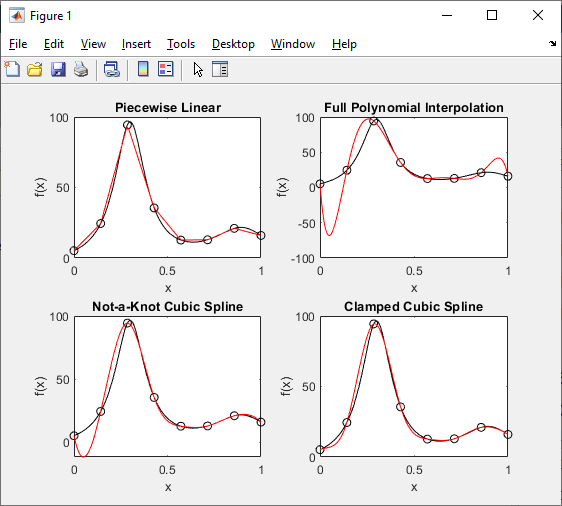 Figure 1
File Edit View Insert Tools Desktop Window Help
Piecewise Linear
100
50
0
f(x)
0 0.5 1
x
Full Polynomial Interpolation
100
50
0
-50
-100
f(x)
0 0.5 1
x
Not-a-Knot Cubic Spline
100
50
0
f(x)
0 0.5 1
x
Clamped Cubic Spline
100
50
0
f(x)
0 0.5 1
x